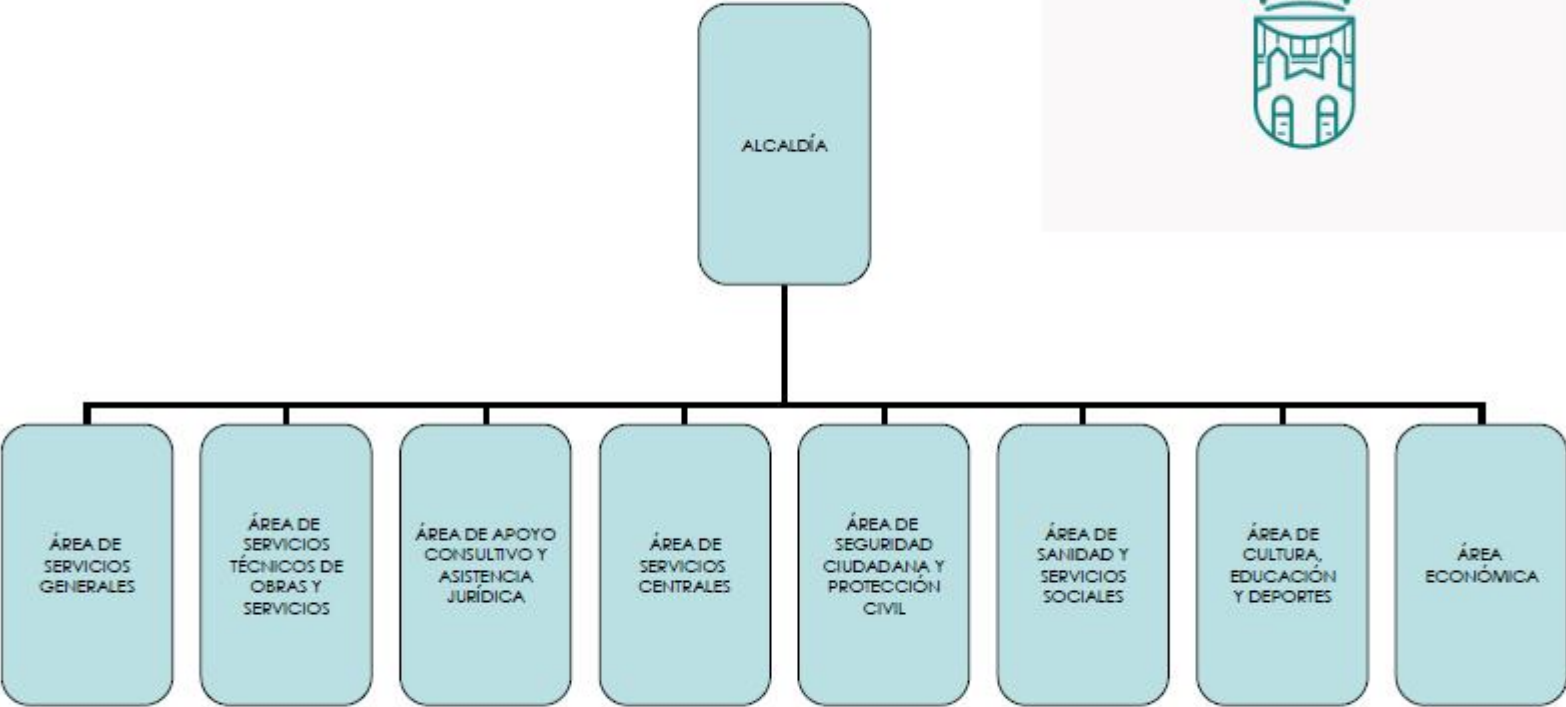 ALCALDÍA
ÁREA DE
SERVICIOS
GENERALES
ÁREA DE
SERVICIOS
TÉCNICOS DE
OBRAS Y
SERVICIOS
ÁREA DE APOYO
CONSULTIVO Y
ASISTENCIA
JURÍDICA
ÁREA DE
SERVICIOS
CENTRALES
ÁREA DE
SEGURIDAD
CIUDADANA Y
PROTECCIÓN
CIVIL
ÁREA DE
SANIDAD Y
SERVICIOS
SOCIALES
ÁREA DE
CULTURA,
EDUCACIÓN
Y DEPORTES
ÁREA
ECONÓMICA